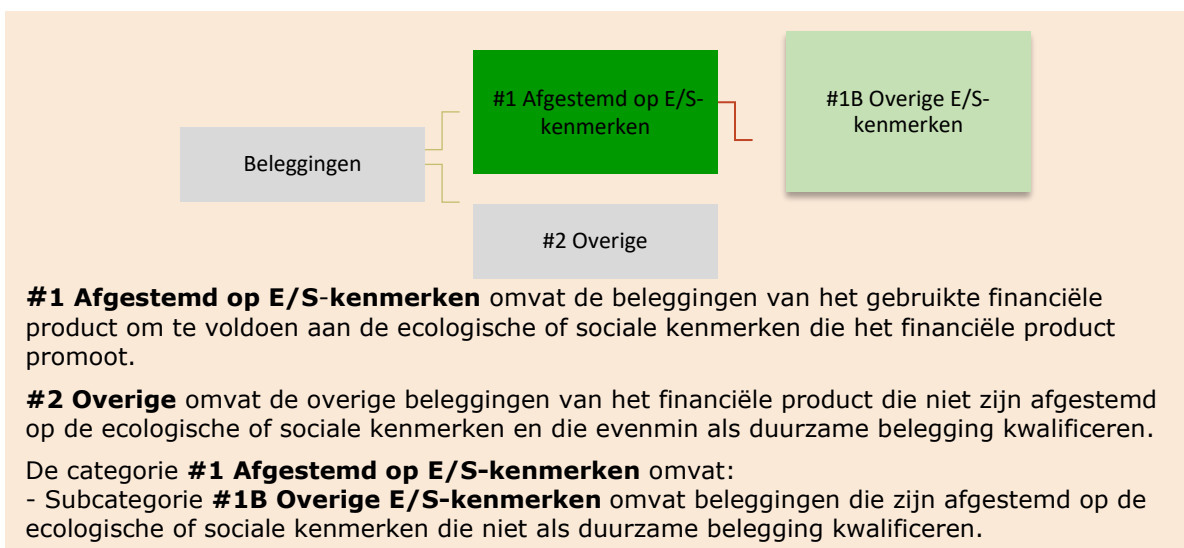 #1 Afgestemd op E/S-
kenmerken
#1B Overige E/S-
kenmerken
Beleggingen
#2 Overige
#1 Afgestemd op E/S-kenmerken omvat de beleggingen van het gebruikte financiële
product om te voldoen aan de ecologische of sociale kenmerken die het financiële product
promoot.
#2 Overige omvat de overige beleggingen van het financiële product die niet zijn afgestemd
op de ecologische of sociale kenmerken en die evenmin als duurzame belegging kwalificeren.
De categorie #1 Afgestemd op E/S-kenmerken omvat:
- Subcategorie #1B Overige E/S-kenmerken omvat beleggingen die zijn afgestemd op de
ecologische of sociale kenmerken die niet als duurzame belegging kwalificeren.